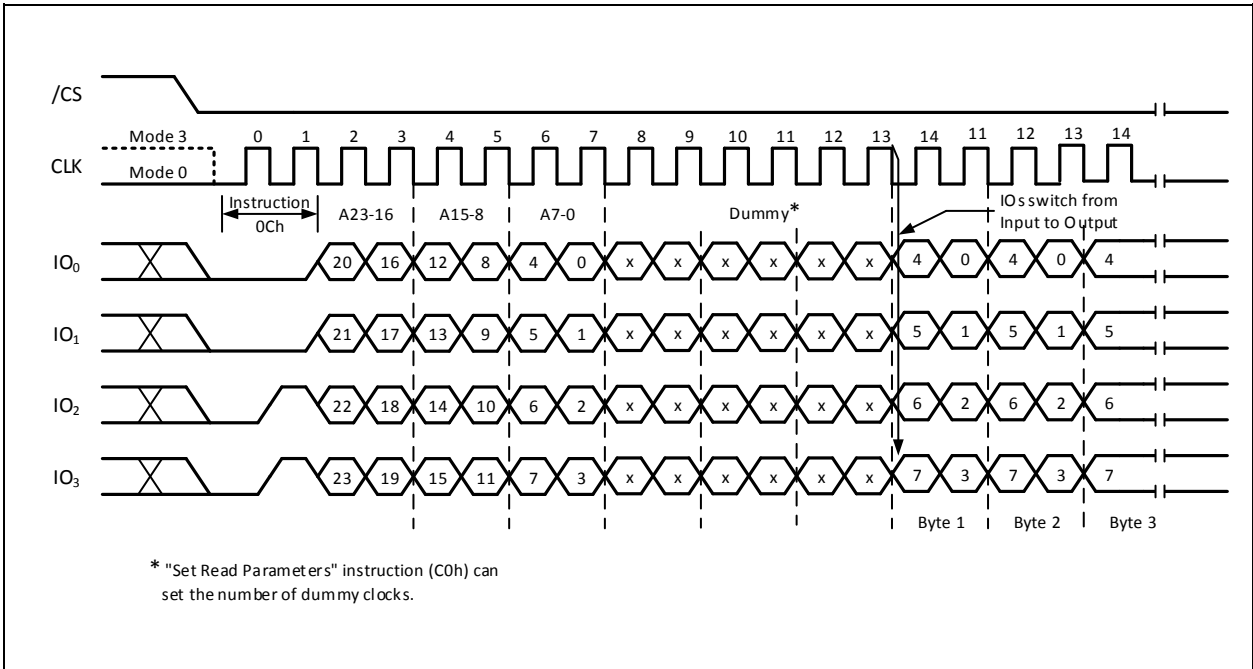 /CS
Mode 3 0 1 2 3 4 5 6 7 8 9 10 11 12 13 14 11 12 13 14
CLK
Mode 0
Instruction
0Ch
A23-16 A15-8 A7-0 Dummy*
IOs switch from
Input to Output
IO0 20 16 12 8 4 0 x x x x x x 4 0 4 0 4
IO1 21 17 13 9 5 1 x x x x x x 5 1 5 1 5
IO2 22 18 14 10 6 2 x x x x x x 6 2 6 2 6
IO3 23 19 15 11 7 3 x x x x x x 7 3 7 3 7
Byte 1 Byte 2 Byte 3
* "Set Read Parameters" instruction (C0h) can
set the number of dummy clocks.